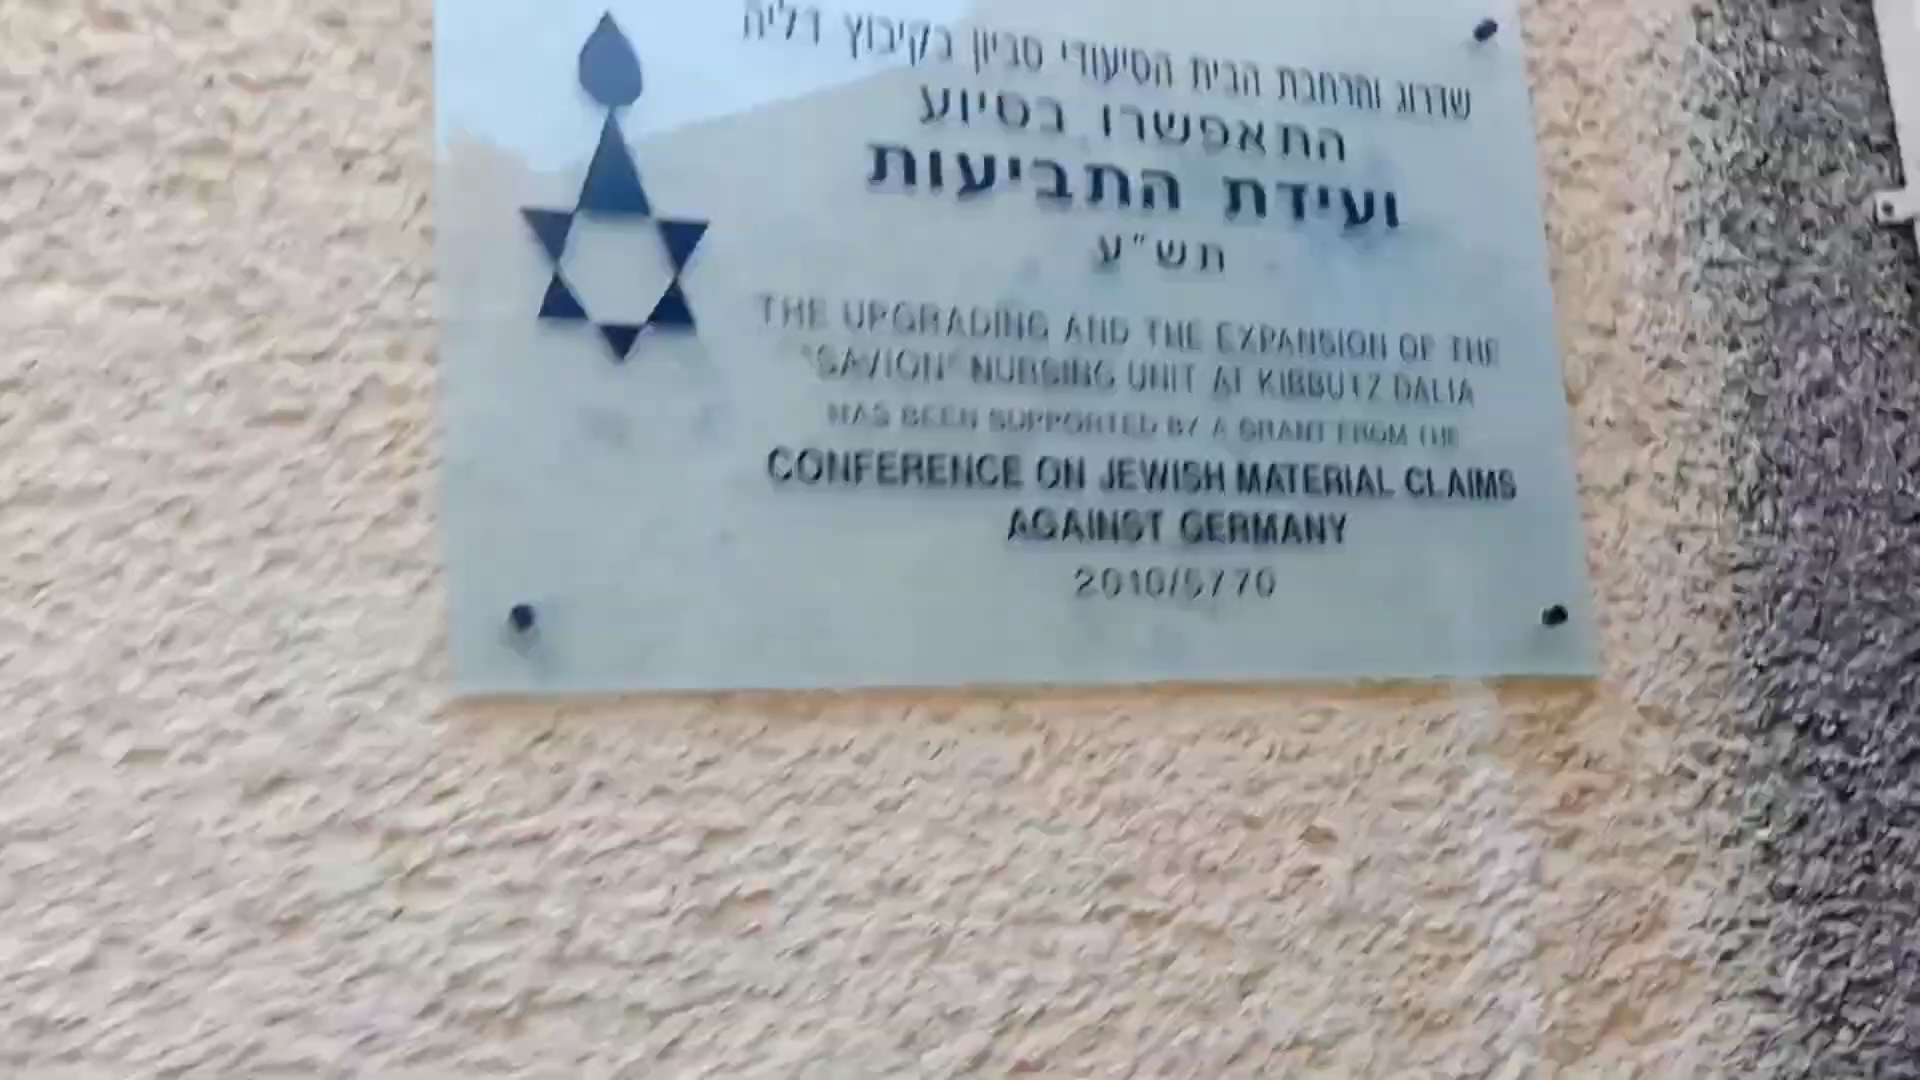 שדרוג והרחבת הבית הסיעודי סביון בקיבוץ דליה
התאפשרו בסיוע
ועידת התביעות
תש"ע
THE UPGRADING AND THE EXPANSION OF THE
"SAVION" NURSING UNIT AT KIBBUTZ DALIA
HAS BEEN SUPPORTED BY A GRANT FROM THE
CONFERENCE ON JEWISH MATERIAL CLAIMS
AGAINST GERMANY
2010/5770